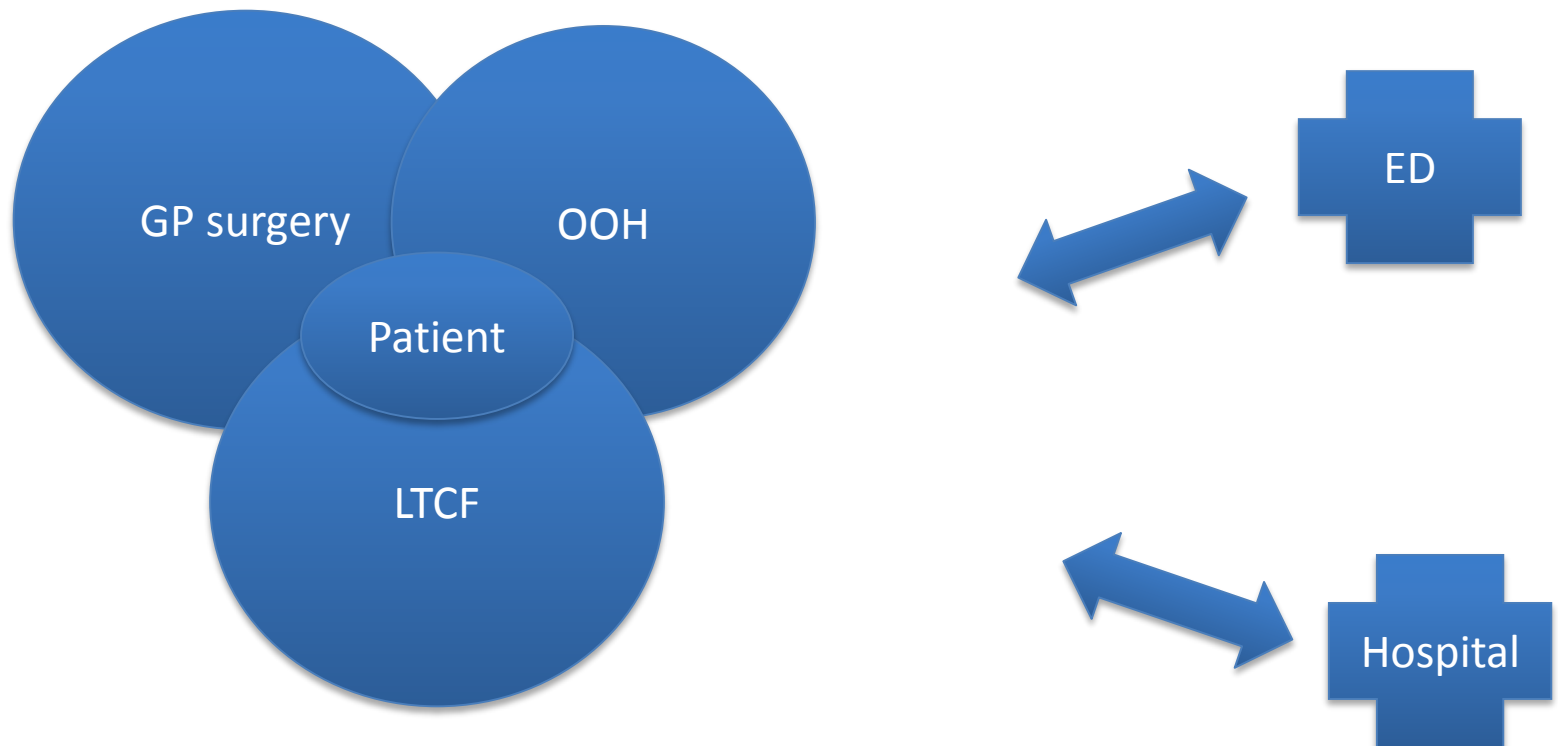 GP surgery
OOH
ED
Patient
LTCF
Hospital